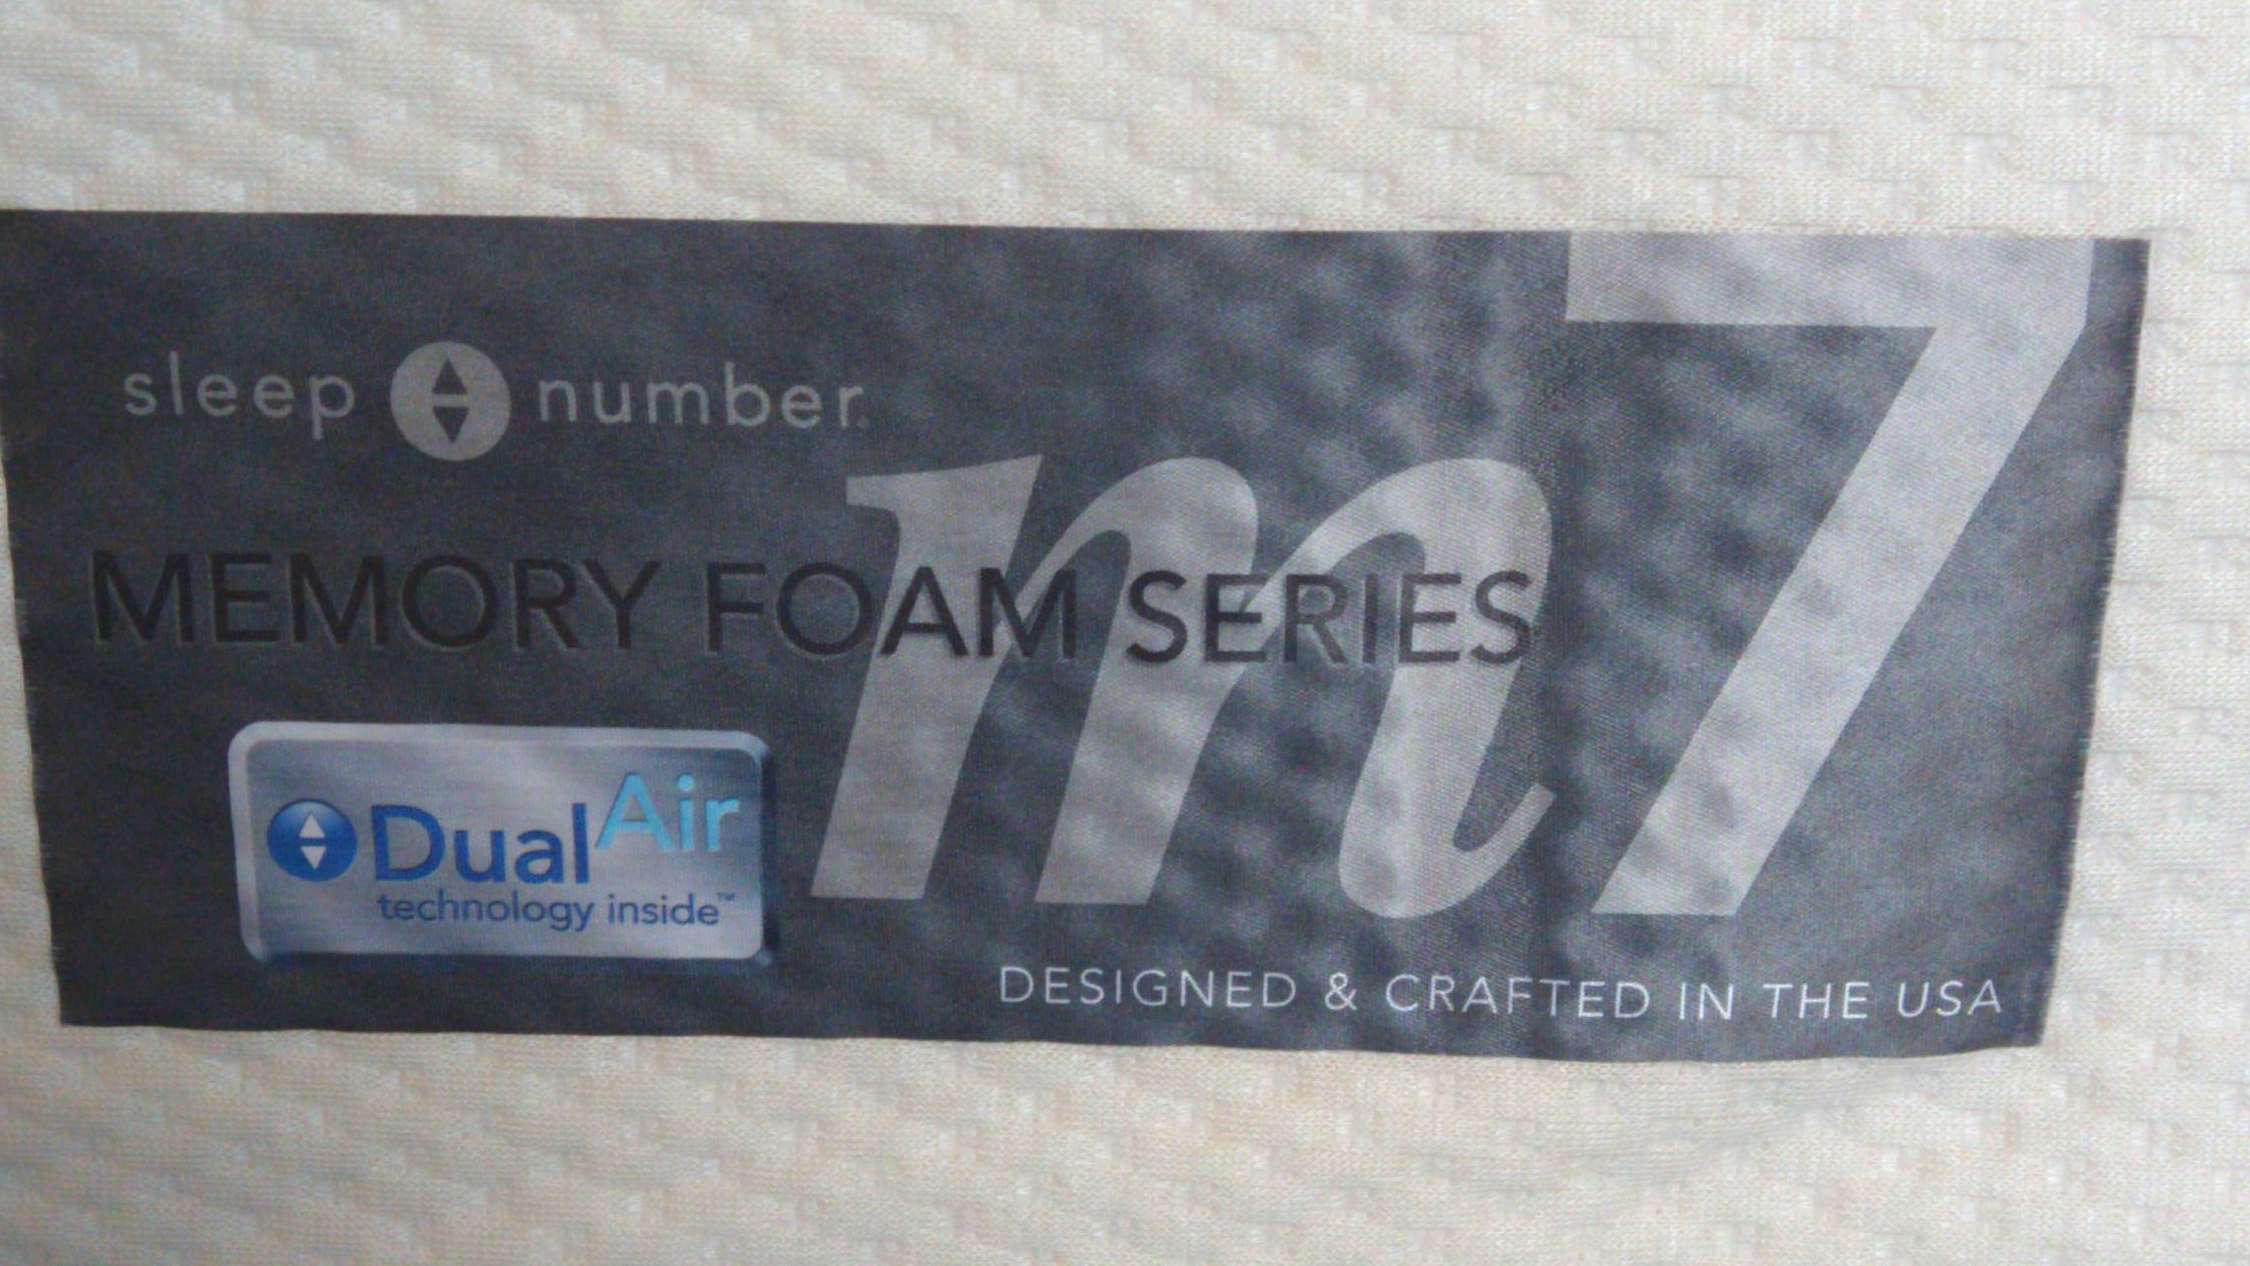 sleep number
m7
MEMORY FOAM SERIES
DualAir
technology inside™
DESIGNED & CRAFTED IN THE USA